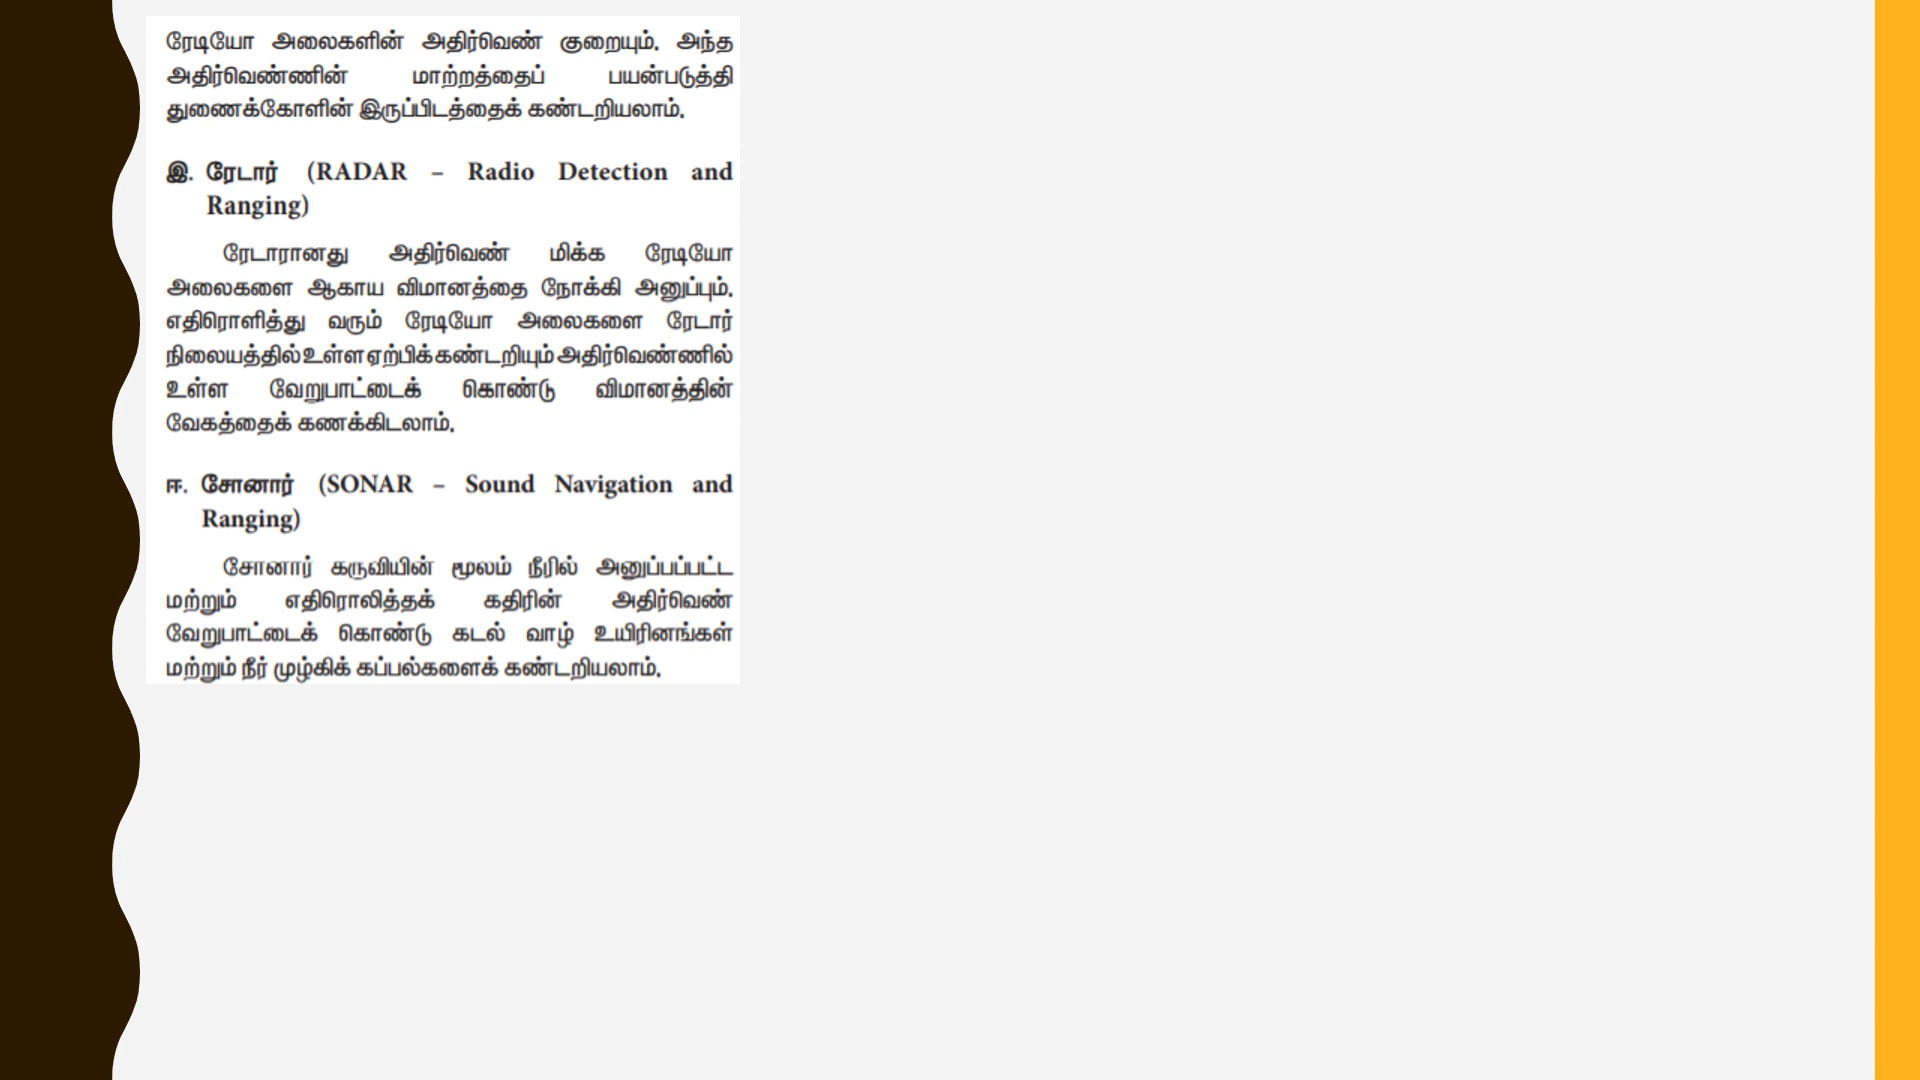 ரேடியோ அலைகளின் அதிர்வெண் குறையும். அந்த
அதிர்வெண்ணின் மாற்றத்தைப் பயன்படுத்தி
துணைக்கோளின் இருப்பிடத்தைக் கண்டறியலாம்.
இ. ரேடார் (RADAR – Radio Detection and
Ranging)
ரேடாரானது அதிர்வெண் மிக்க ரேடியோ
அலைகளை ஆகாய விமானத்தை நோக்கி அனுப்பும்.
எதிரொளித்து வரும் ரேடியோ அலைகளை ரேடார்
நிலையத்தில் உள்ள ஏற்பிக் கண்டறியும் அதிர்வெண்ணில்
உள்ள வேறுபாட்டைக் கொண்டு விமானத்தின்
வேகத்தைக் கணக்கிடலாம்.
ஈ. சோனார் (SONAR – Sound Navigation and
Ranging)
சோனார் கருவியின் மூலம் நீரில் அனுப்பப்பட்ட
மற்றும் எதிரொலித்தக் கதிரின் அதிர்வெண்
வேறுபாட்டைக் கொண்டு கடல் வாழ் உயிரினங்கள்
மற்றும் நீர் முழ்கிக் கப்பல்களைக் கண்டறியலாம்.